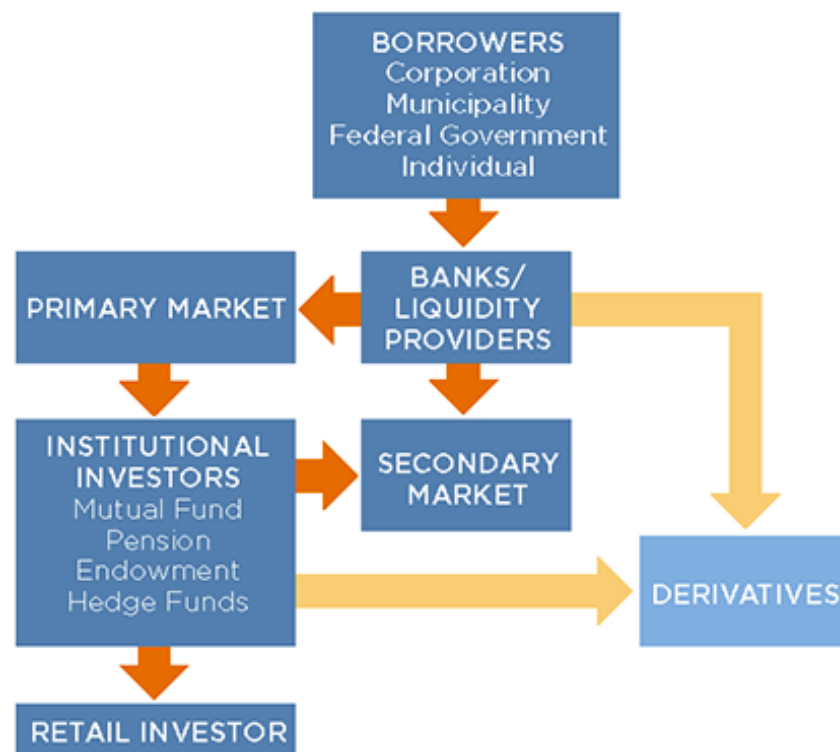 BORROWERS
Corporation
Municipality
Federal Government
Individual
PRIMARY MARKET
BANKS/
LIQUIDITY
PROVIDERS
INSTITUTIONAL
INVESTORS
Mutual Fund
Pension
Endowment
Hedge Funds
SECONDARY
MARKET
DERIVATIVES
RETAIL INVESTOR